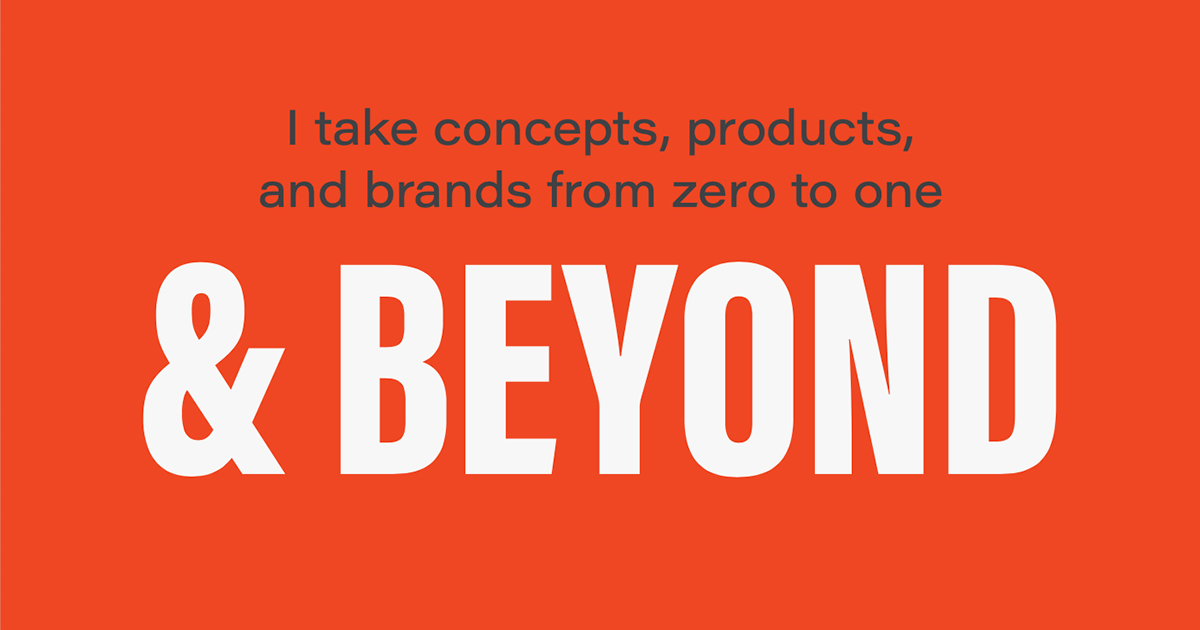 I take concepts, products,
and brands from zero to one
& BEYOND